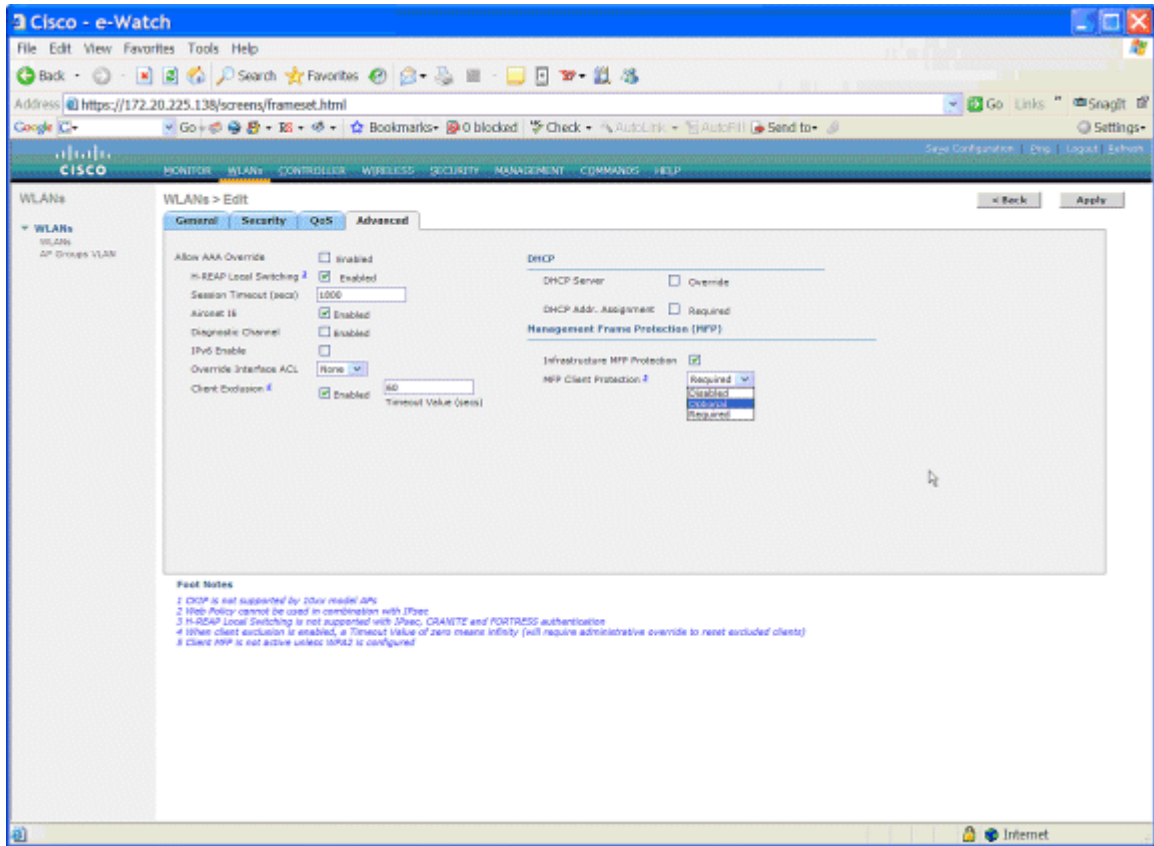 Cisco - e-Watch
File Edit View Favorites Tools Help
Back Search Favorites
Address https://172.20.225.138/screens/frameset.html Go Links " SnagIt
Google Go RS Bookmarks 0 blocked Check AutoLink AutoFill Send to Settings
Save Configuration | Ping | Logout | Refresh
CISCO MONITOR WLANs CONTROLLER WIRELESS SECURITY MANAGEMENT COMMANDS HELP
WLANs
WLANs
WLANs
AP Groups VLAN
WLANs > Edit
< Back Apply
General Security QoS Advanced
Allow AAA Override Enabled
H-REAP Local Switching Enabled
Session Timeout (secs) 1800
Aironet IE Enabled
Diagnostic Channel Enabled
IPv6 Enable
Override Interface ACL None
Client Exclusion Enabled 60
Timeout Value (secs)
DHCP
DHCP Server Override
DHCP Addr. Assignment Required
Management Frame Protection (MFP)
Infrastructure MFP Protection
MFP Client Protection Required
Disabled
Optional
Required
Foot Notes
1 CKIP is not supported by 10xx model APs
2 Web Policy cannot be used in combination with IPsec
3 H-REAP Local Switching is not supported with IPsec, CRANITE and FORTRESS authentication
4 When client exclusion is enabled, a Timeout Value of zero means infinity (will require administrative override to reset excluded clients)
5 Client MFP is not active unless WPA2 is configured
Internet